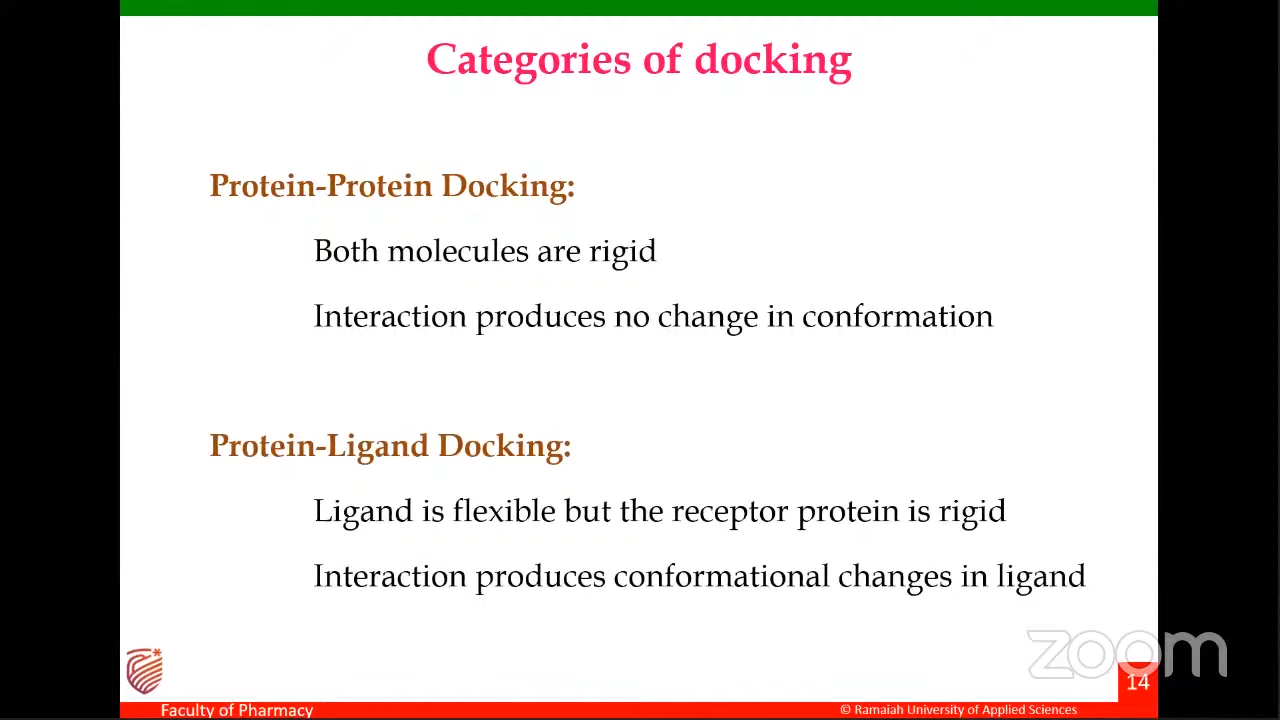 Categories of docking
Protein-Protein Docking:
Both molecules are rigid
Interaction produces no change in conformation
Protein-Ligand Docking:
Ligand is flexible but the receptor protein is rigid
Interaction produces conformational changes in ligand
zoom
14
Faculty of Pharmacy
© Ramaiah University of Applied Sciences